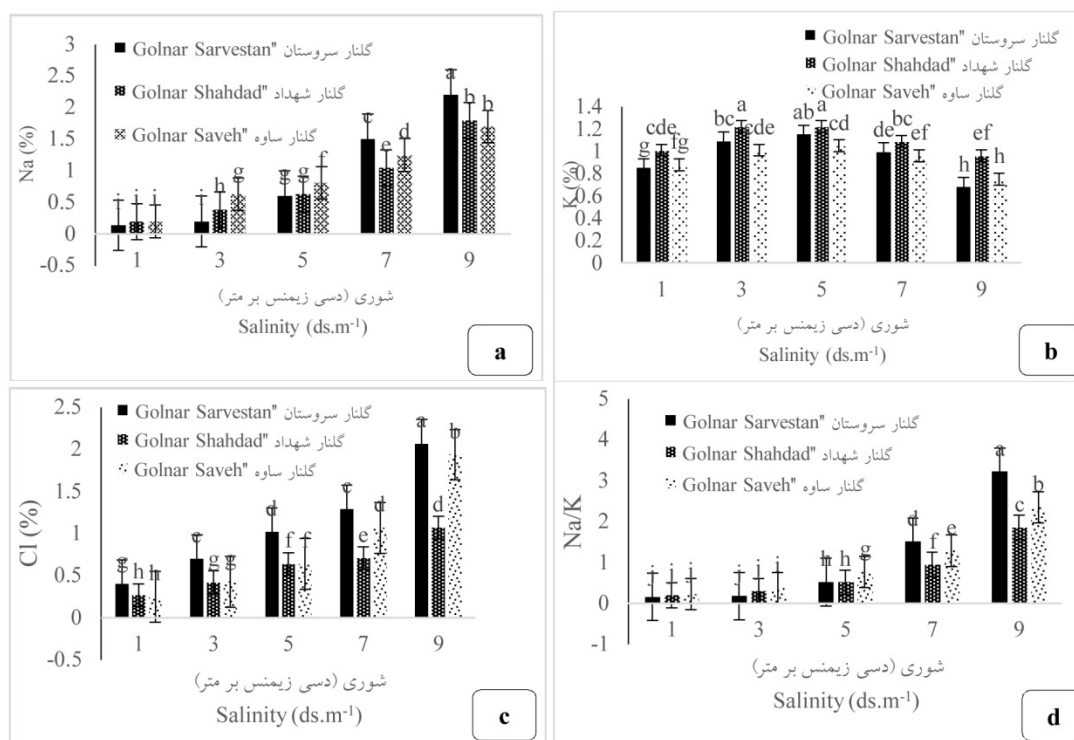 Golnar Sarvestan" گلنار سروستان
Golnar Shahdad" گلنار شهداد
Golnar Saveh" گلنار ساوه
Na (%)
3
2.5
2
1.5
1
0.5
0
-0.5
a
b
b
c
e
d
g
g
f
h
g
1 3 5 7 9
شوری (دسی زیمنس بر متر)
Salinity (ds.m-1)
a
Golnar Sarvestan" گلنار سروستان
Golnar Shahdad" گلنار شهداد
Golnar Saveh" گلنار ساوه
K (%)
1.4
1.2
1
0.8
0.6
0.4
0.2
0
g cde fg bc a cde ab a cd de bc ef h ef h
1 3 5 7 9
شوری (دسی زیمنس بر متر)
Salinity (ds.m-1)
b
Golnar Sarvestan" گلنار سروستان
Golnar Shahdad" گلنار شهداد
Golnar Saveh" گلنار ساوه
Cl (%)
2.5
2
1.5
1
0.5
0
-0.5
g h h e g g d f f c e d a d b
1 3 5 7 9
شوری (دسی زیمنس بر متر)
Salinity (ds.m-1)
c
Golnar Sarvestan" گلنار سروستان
Golnar Shahdad" گلنار شهداد
Golnar Saveh" گلنار ساوه
Na/K
5
4
3
2
1
0
-1
h h g d f e a c b
1 3 5 7 9
شوری (دسی زیمنس بر متر)
Salinity (ds.m-1)
d